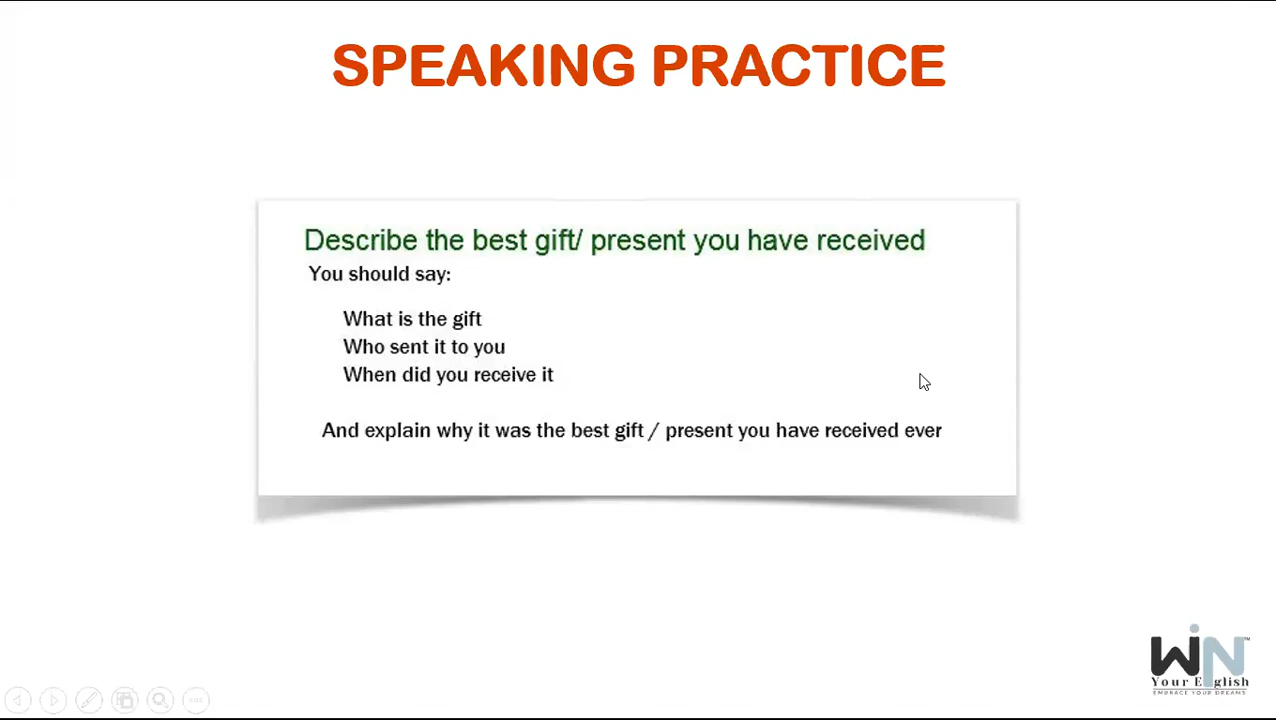 SPEAKING PRACTICE
Describe the best gift/ present you have received
You should say:
What is the gift
Who sent it to you
When did you receive it
And explain why it was the best gift / present you have received ever
WiN™
Your English
EMBRACE YOUR DREAMS